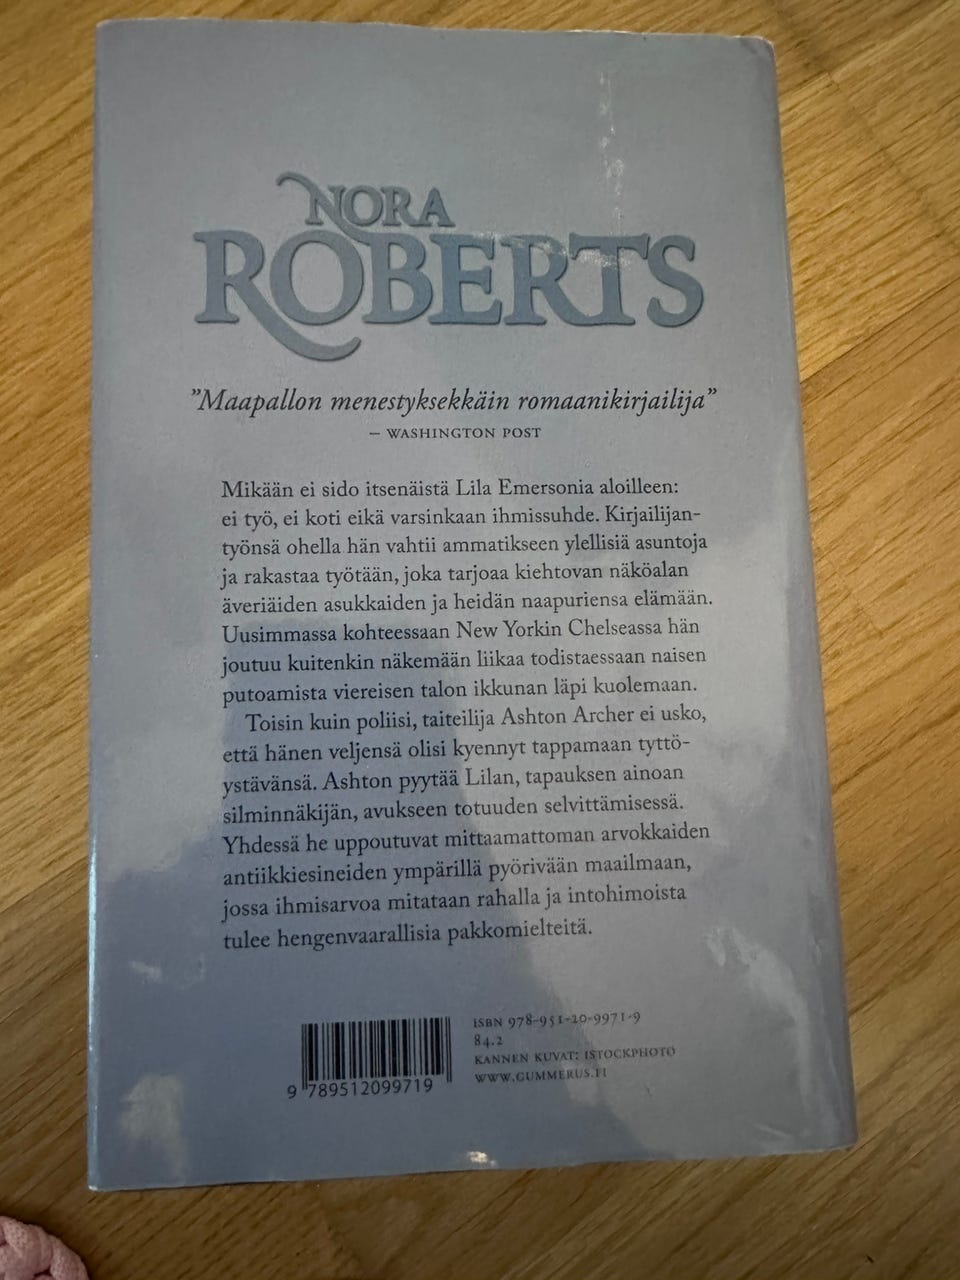 NORA
ROBERTS
”Maapallon menestyksekkäin romaanikirjailija”
– WASHINGTON POST
Mikään ei sido itsenäistä Lila Emersonia aloilleen:
ei työ, ei koti eikä varsinkaan ihmissuhde. Kirjailijan-
työnsä ohella hän vahtii ammatikseen ylellisiä asuntoja
ja rakastaa työtään, joka tarjoaa kiehtovan näköalan
äveriäiden asukkaiden ja heidän naapuriensa elämään.
Uusimmassa kohteessaan New Yorkin Chelseassa hän
joutuu kuitenkin näkemään liikaa todistaessaan naisen
putoamista viereisen talon ikkunan läpi kuolemaan.
Toisin kuin poliisi, taiteilija Ashton Archer ei usko,
että hänen veljensä olisi kyennyt tappamaan tyttö-
ystävänsä. Ashton pyytää Lilan, tapauksen ainoan
silminnäkijän, avukseen totuuden selvittämisessä.
Yhdessä he uppoutuvat mittaamattoman arvokkaiden
antiikkiesineiden ympärillä pyörivään maailmaan,
jossa ihmisarvoa mitataan rahalla ja intohimoista
tulee hengenvaarallisia pakkomielteitä.
ISBN 978-951-20-9971-9
84.2
KANNEN KUVAT: ISTOCKPHOTO
WWW.GUMMERUS.FI
9 789512 099719